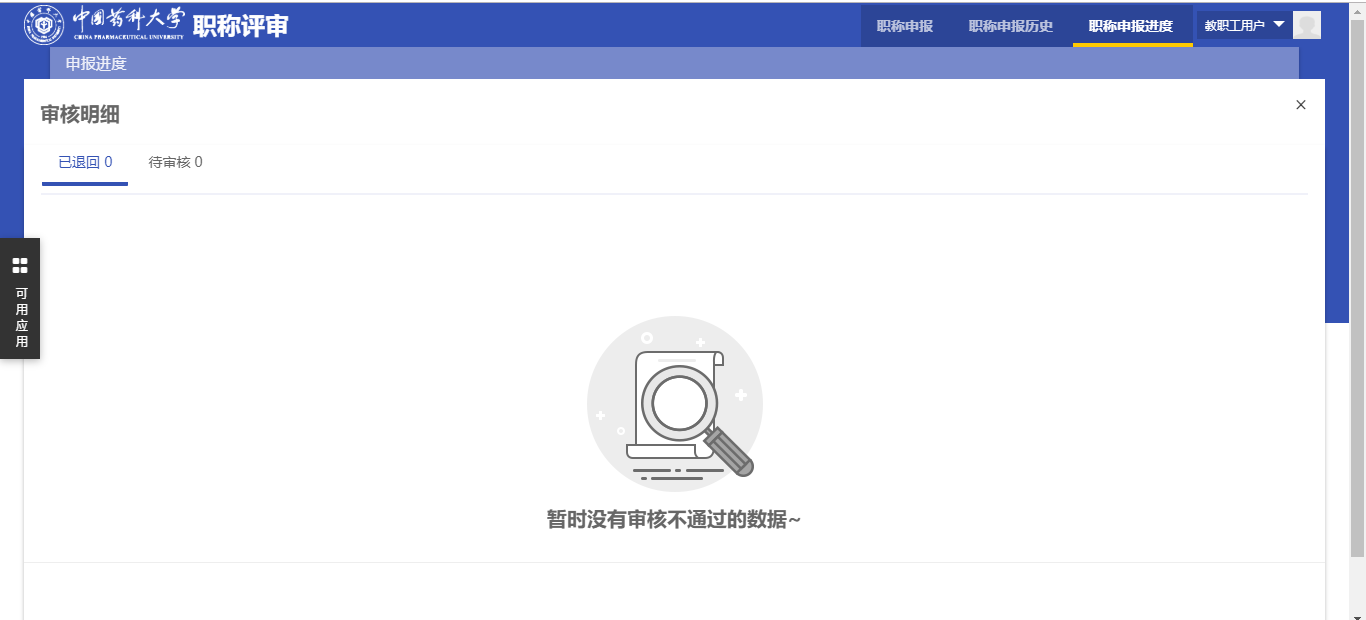 中国药科大学
CHINA PHARMACEUTICAL UNIVERSITY
职称评审
职称申报 职称申报历史 职称申报进度 教职工用户
申报进度
审核明细
×
已退回 0 待审核 0
可用应用
暂时没有审核不通过的数据~